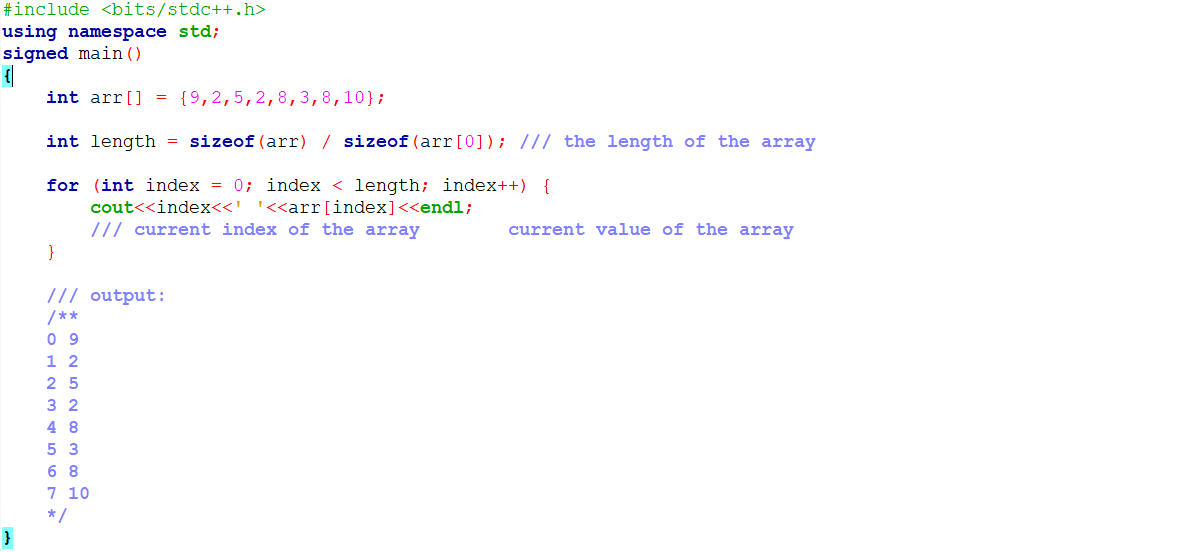 #include <bits/stdc++.h>
using namespace std;
signed main()
{
    int arr[] = {9,2,5,2,8,3,8,10};

    int length = sizeof(arr) / sizeof(arr[0]); /// the length of the array

    for (int index = 0; index < length; index++) {
        cout<<index<<' '<<arr[index]<<endl;
        /// current index of the array        current value of the array
    }

    /// output:
    /**
    0 9
    1 2
    2 5
    3 2
    4 8
    5 3
    6 8
    7 10
    */
}